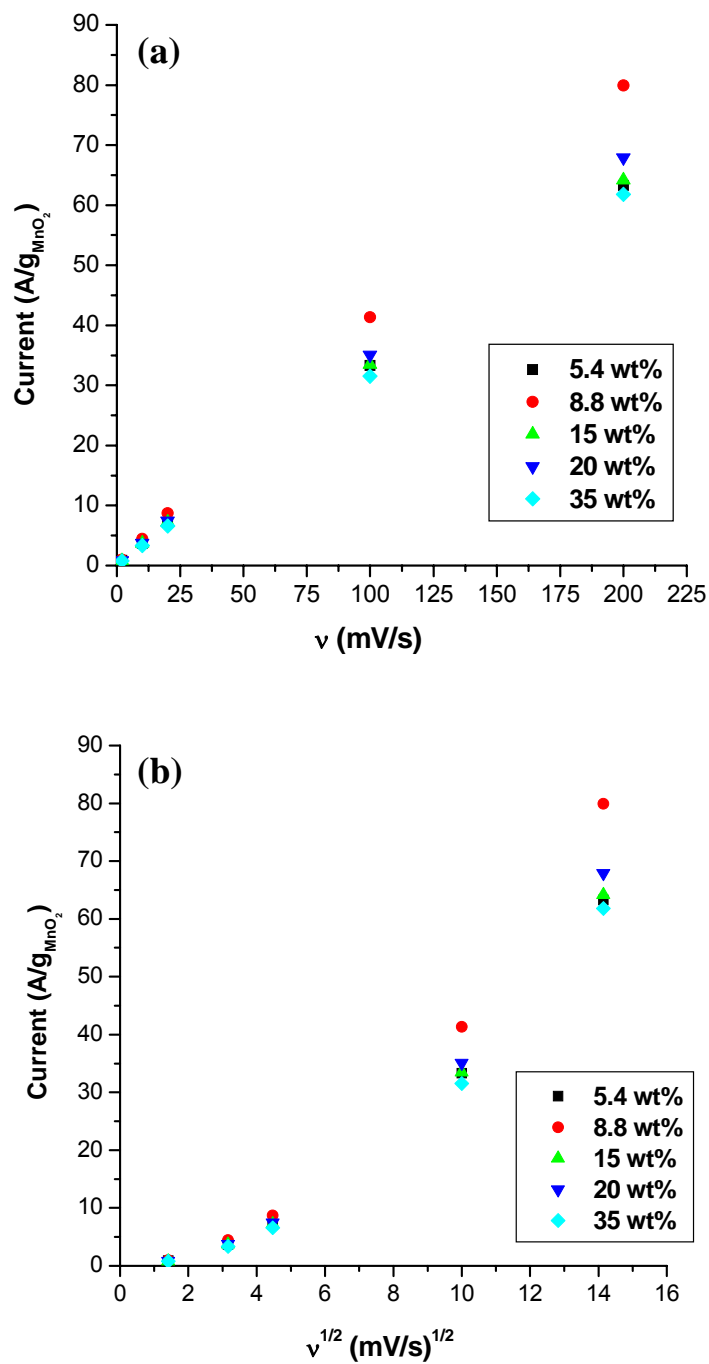 (a)
90
80
70
60
50
40
30
20
10
0
Current (A/g_MnO₂)
5.4 wt%
8.8 wt%
15 wt%
20 wt%
35 wt%
0 25 50 75 100 125 150 175 200 225
ν (mV/s)
(b)
90
80
70
60
50
40
30
20
10
0
Current (A/g_MnO₂)
5.4 wt%
8.8 wt%
15 wt%
20 wt%
35 wt%
0 2 4 6 8 10 12 14 16
ν^1/2 (mV/s)^1/2